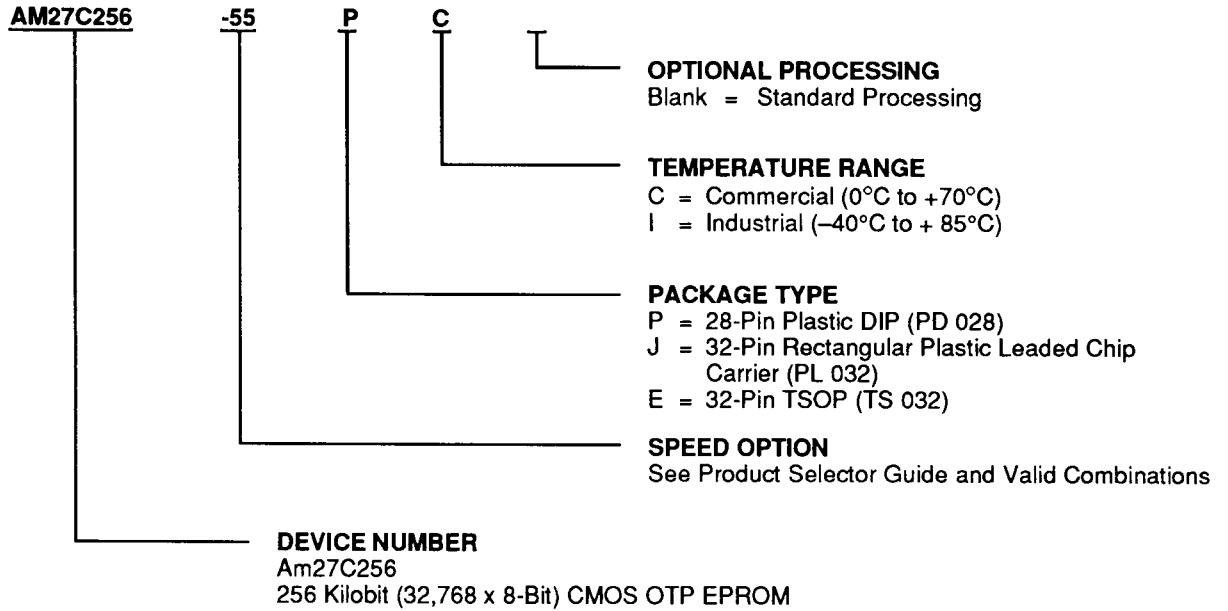 AM27C256 -55 P C
OPTIONAL PROCESSING
Blank = Standard Processing
TEMPERATURE RANGE
C = Commercial (0°C to +70°C)
I = Industrial (–40°C to + 85°C)
PACKAGE TYPE
P = 28-Pin Plastic DIP (PD 028)
J = 32-Pin Rectangular Plastic Leaded Chip
Carrier (PL 032)
E = 32-Pin TSOP (TS 032)
SPEED OPTION
See Product Selector Guide and Valid Combinations
DEVICE NUMBER
Am27C256
256 Kilobit (32,768 x 8-Bit) CMOS OTP EPROM